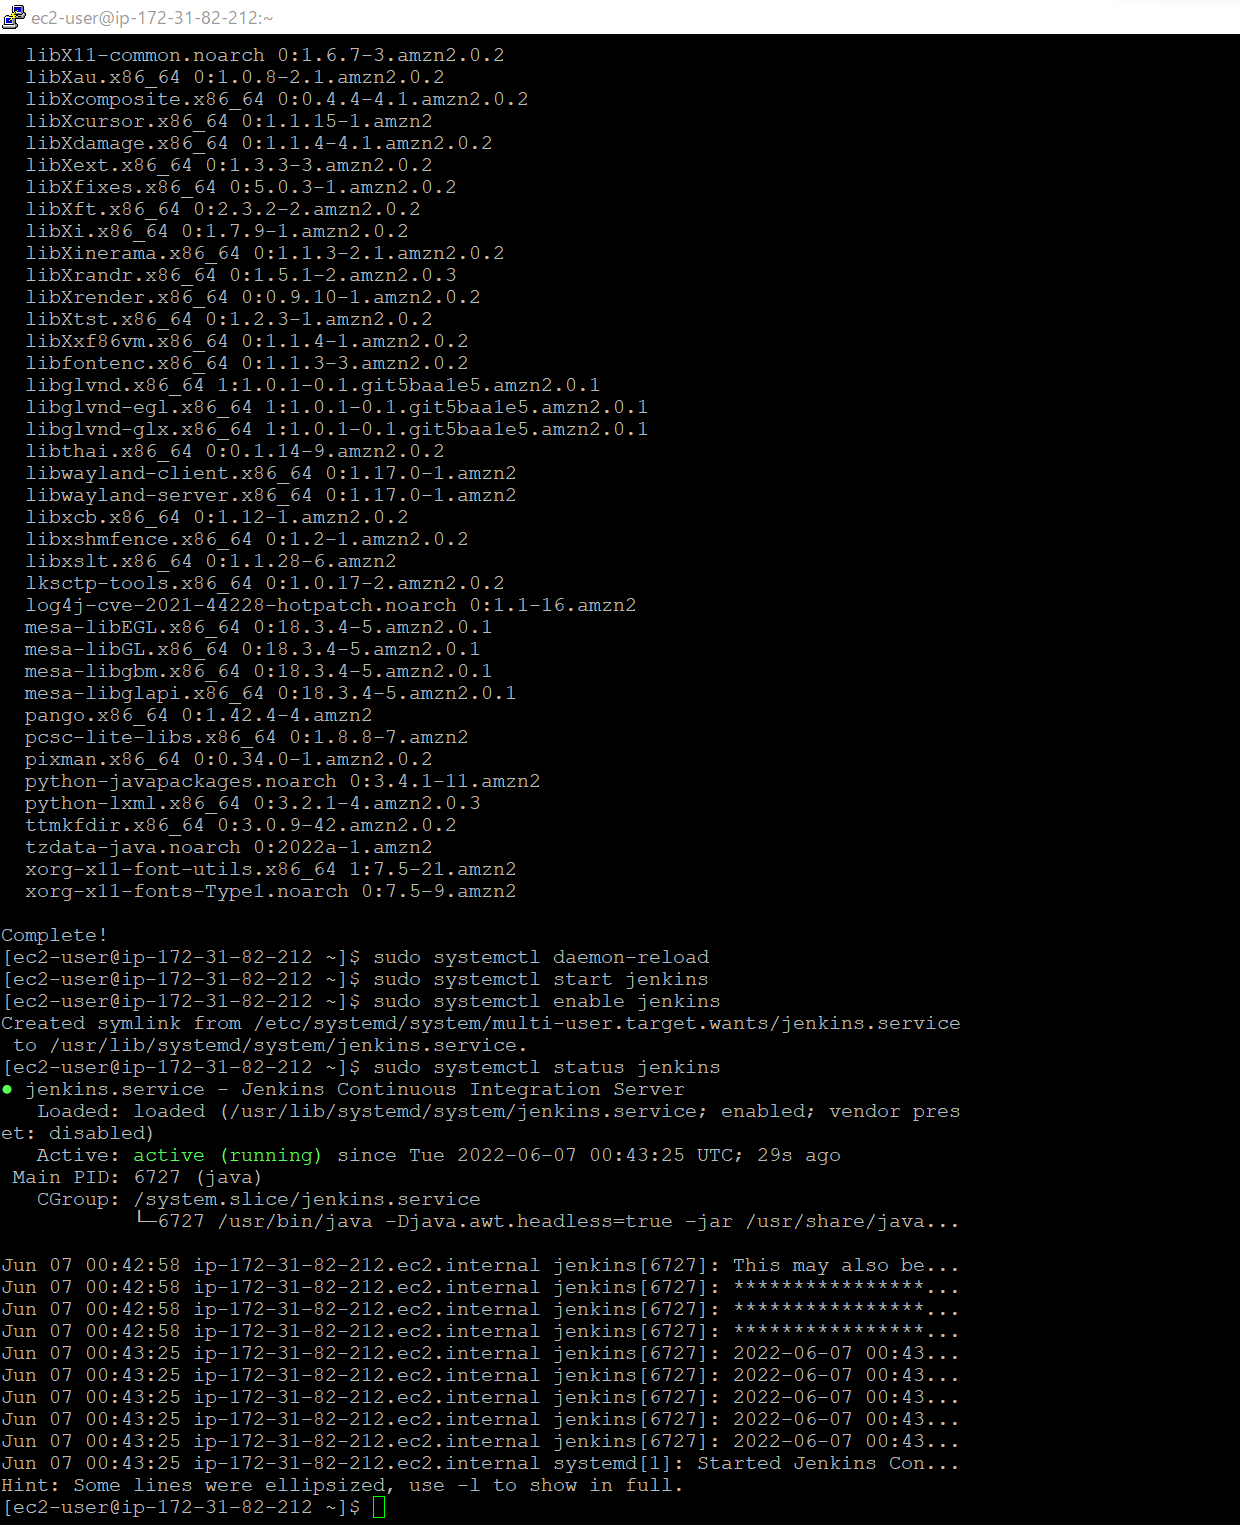 ec2-user@ip-172-31-82-212:~
libX11-common.noarch 0:1.6.7-3.amzn2.0.2
libXau.x86_64 0:1.0.8-2.1.amzn2.0.2
libXcomposite.x86_64 0:0.4.4-4.1.amzn2.0.2
libXcursor.x86_64 0:1.1.15-1.amzn2
libXdamage.x86_64 0:1.1.4-4.1.amzn2.0.2
libXext.x86_64 0:1.3.3-3.amzn2.0.2
libXfixes.x86_64 0:5.0.3-1.amzn2.0.2
libXft.x86_64 0:2.3.2-2.amzn2.0.2
libXi.x86_64 0:1.7.9-1.amzn2.0.2
libXinerama.x86_64 0:1.1.3-2.1.amzn2.0.2
libXrandr.x86_64 0:1.5.1-2.amzn2.0.3
libXrender.x86_64 0:0.9.10-1.amzn2.0.2
libXtst.x86_64 0:1.2.3-1.amzn2.0.2
libXxf86vm.x86_64 0:1.1.4-1.amzn2.0.2
libfontenc.x86_64 0:1.1.3-3.amzn2.0.2
libglvnd.x86_64 1:1.0.1-0.1.git5baa1e5.amzn2.0.1
libglvnd-egl.x86_64 1:1.0.1-0.1.git5baa1e5.amzn2.0.1
libglvnd-glx.x86_64 1:1.0.1-0.1.git5baa1e5.amzn2.0.1
libthai.x86_64 0:0.1.14-9.amzn2.0.2
libwayland-client.x86_64 0:1.17.0-1.amzn2
libwayland-server.x86_64 0:1.17.0-1.amzn2
libxcb.x86_64 0:1.12-1.amzn2.0.2
libxshmfence.x86_64 0:1.2-1.amzn2.0.2
libxslt.x86_64 0:1.1.28-6.amzn2
lksctp-tools.x86_64 0:1.0.17-2.amzn2.0.2
log4j-cve-2021-44228-hotpatch.noarch 0:1.1-16.amzn2
mesa-libEGL.x86_64 0:18.3.4-5.amzn2.0.1
mesa-libGL.x86_64 0:18.3.4-5.amzn2.0.1
mesa-libgbm.x86_64 0:18.3.4-5.amzn2.0.1
mesa-libglapi.x86_64 0:18.3.4-5.amzn2.0.1
pango.x86_64 0:1.42.4-4.amzn2
pcsc-lite-libs.x86_64 0:1.8.8-7.amzn2
pixman.x86_64 0:0.34.0-1.amzn2.0.2
python-javapackages.noarch 0:3.4.1-11.amzn2
python-lxml.x86_64 0:3.2.1-4.amzn2.0.3
ttmkfdir.x86_64 0:3.0.9-42.amzn2.0.2
tzdata-java.noarch 0:2022a-1.amzn2
xorg-x11-font-utils.x86_64 1:7.5-21.amzn2
xorg-x11-fonts-Type1.noarch 0:7.5-9.amzn2
Complete!
[ec2-user@ip-172-31-82-212 ~]$ sudo systemctl daemon-reload
[ec2-user@ip-172-31-82-212 ~]$ sudo systemctl start jenkins
[ec2-user@ip-172-31-82-212 ~]$ sudo systemctl enable jenkins
Created symlink from /etc/systemd/system/multi-user.target.wants/jenkins.service
to /usr/lib/systemd/system/jenkins.service.
[ec2-user@ip-172-31-82-212 ~]$ sudo systemctl status jenkins
● jenkins.service - Jenkins Continuous Integration Server
Loaded: loaded (/usr/lib/systemd/system/jenkins.service; enabled; vendor pres
et: disabled)
Active: active (running) since Tue 2022-06-07 00:43:25 UTC; 29s ago
Main PID: 6727 (java)
CGroup: /system.slice/jenkins.service
└─6727 /usr/bin/java -Djava.awt.headless=true -jar /usr/share/java...
Jun 07 00:42:58 ip-172-31-82-212.ec2.internal jenkins[6727]: This may also be...
Jun 07 00:42:58 ip-172-31-82-212.ec2.internal jenkins[6727]: ****************...
Jun 07 00:42:58 ip-172-31-82-212.ec2.internal jenkins[6727]: ****************...
Jun 07 00:42:58 ip-172-31-82-212.ec2.internal jenkins[6727]: ****************...
Jun 07 00:43:25 ip-172-31-82-212.ec2.internal jenkins[6727]: 2022-06-07 00:43...
Jun 07 00:43:25 ip-172-31-82-212.ec2.internal jenkins[6727]: 2022-06-07 00:43...
Jun 07 00:43:25 ip-172-31-82-212.ec2.internal jenkins[6727]: 2022-06-07 00:43...
Jun 07 00:43:25 ip-172-31-82-212.ec2.internal jenkins[6727]: 2022-06-07 00:43...
Jun 07 00:43:25 ip-172-31-82-212.ec2.internal jenkins[6727]: 2022-06-07 00:43...
Jun 07 00:43:25 ip-172-31-82-212.ec2.internal systemd[1]: Started Jenkins Con...
Hint: Some lines were ellipsized, use -l to show in full.
[ec2-user@ip-172-31-82-212 ~]$